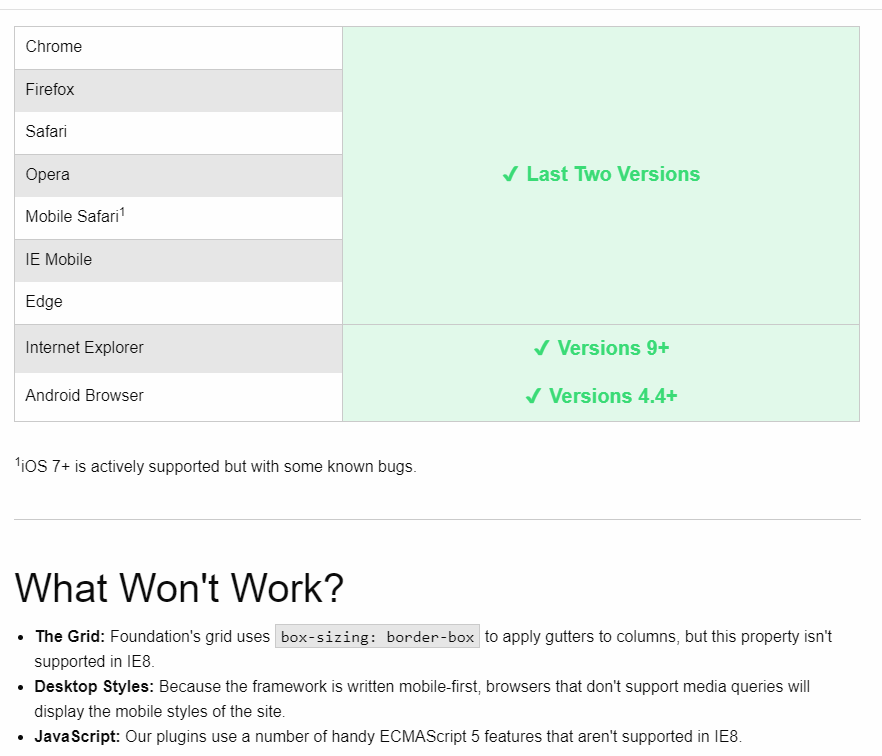 Chrome
Firefox
Safari
Opera
✔ Last Two Versions
Mobile Safari¹
IE Mobile
Edge
Internet Explorer ✔ Versions 9+
Android Browser ✔ Versions 4.4+
¹iOS 7+ is actively supported but with some known bugs.
What Won't Work?
• The Grid: Foundation's grid uses box-sizing: border-box to apply gutters to columns, but this property isn't
supported in IE8.
• Desktop Styles: Because the framework is written mobile-first, browsers that don't support media queries will
display the mobile styles of the site.
• JavaScript: Our plugins use a number of handy ECMAScript 5 features that aren't supported in IE8.